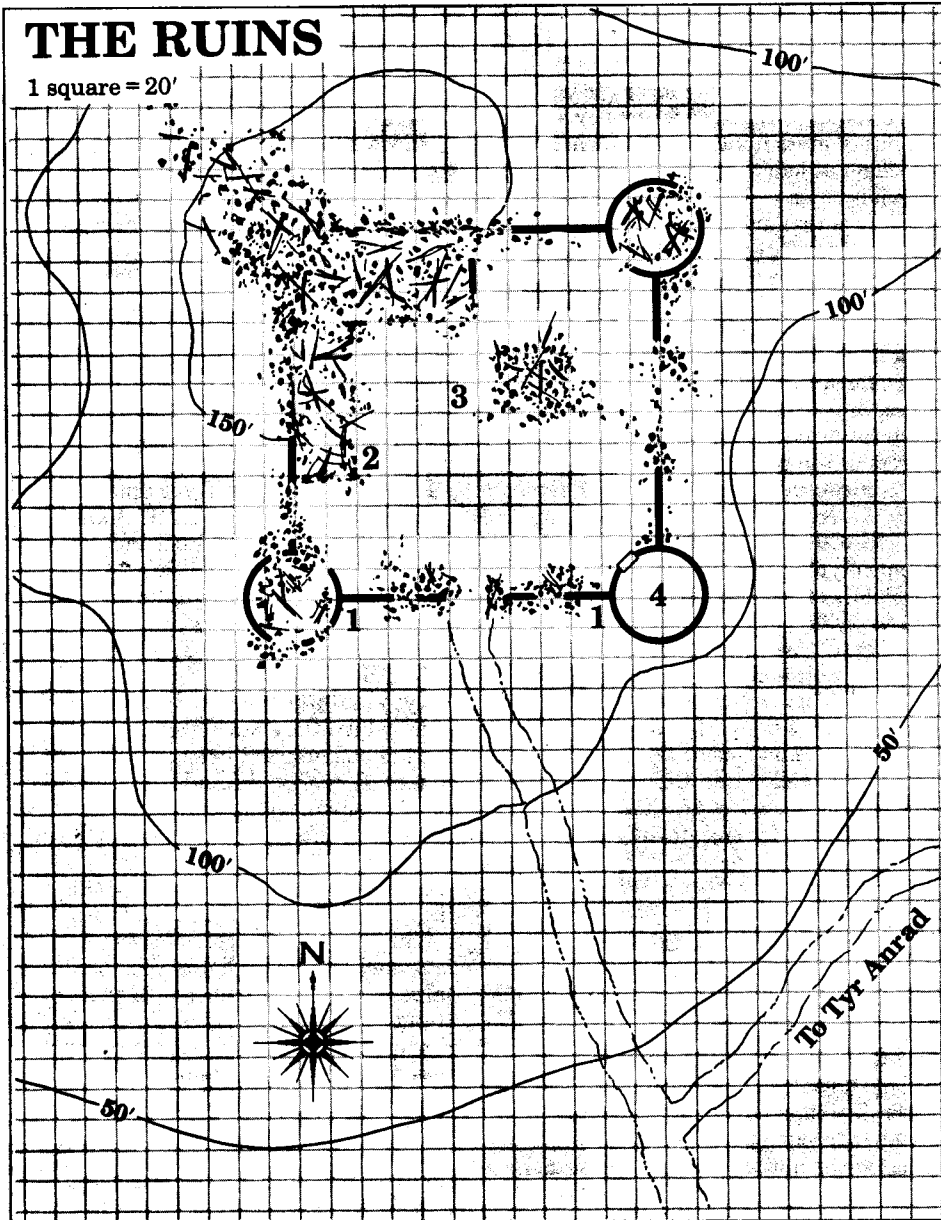 THE RUINS
1 square = 20'
100'
100'
150'
3
2
1
1
4
50'
100'
N
To Tyr Anrad
50'